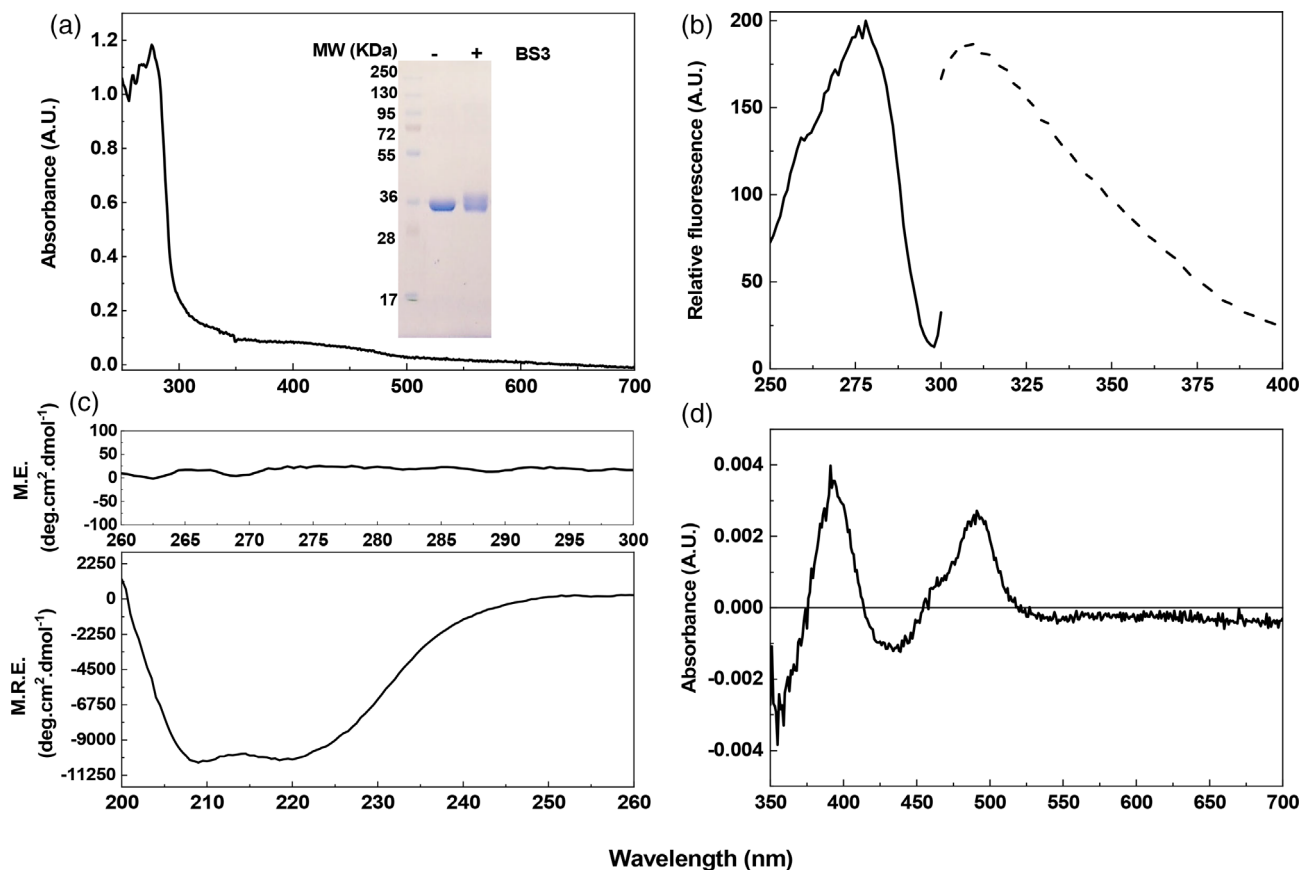 (a)
Absorbance (A.U.)
1.2
1.0
0.8
0.6
0.4
0.2
0.0
300 400 500 600 700
MW (KDa) - + BS3
250
130
95
72
55
36
28
17
(b)
Relative fluorescence (A.U.)
200
150
100
50
0
250 275 300 325 350 375 400
(c)
M.E.
(deg.cm².dmol⁻¹)
100
50
0
-50
-100
260 265 270 275 280 285 290 295 300
M.R.E.
(deg.cm².dmol⁻¹)
2250
0
-2250
-4500
-6750
-9000
-11250
200 210 220 230 240 250 260
(d)
Absorbance (A.U.)
0.004
0.002
0.000
-0.002
-0.004
350 400 450 500 550 600 650 700
Wavelength (nm)